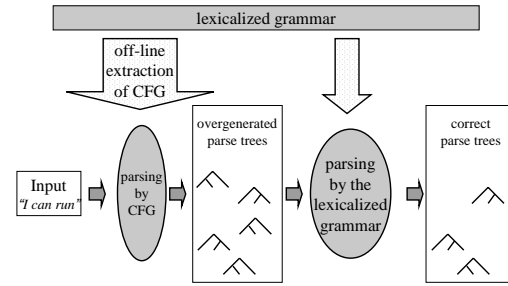 lexicalized grammar
off-line
extraction
of CFG
overgenerated
parse trees
correct
parse trees
Input
"I can run"
parsing
by
CFG
parsing
by the
lexicalized
grammar